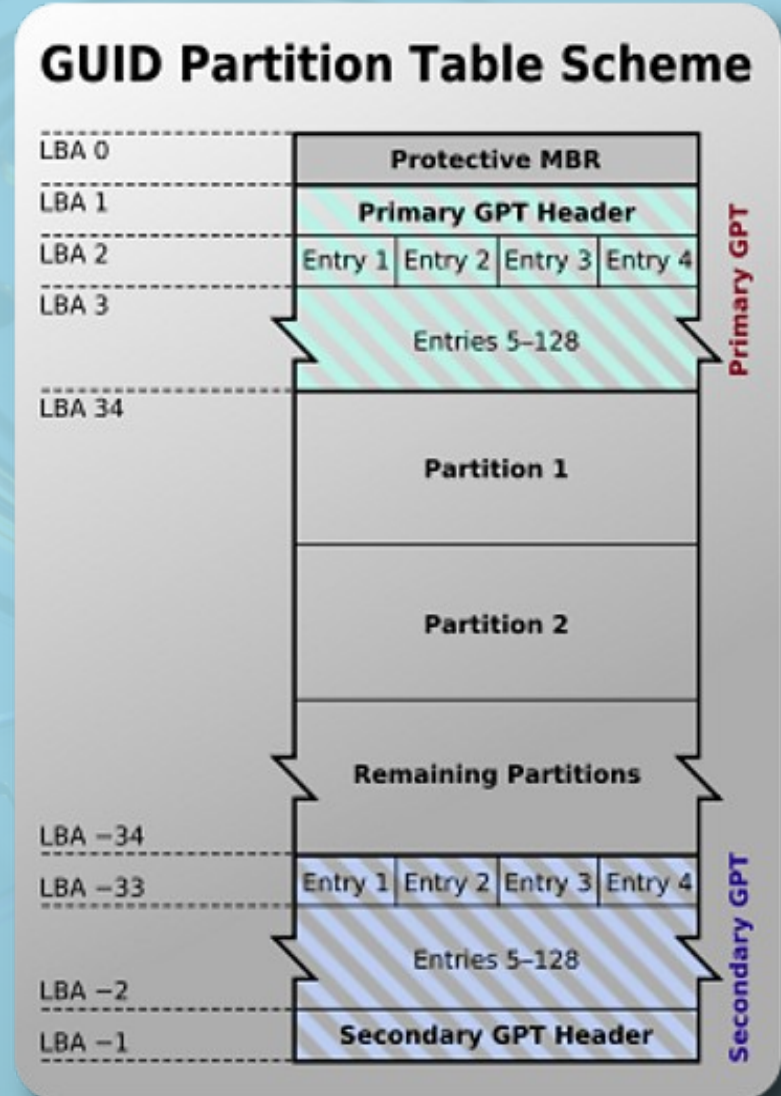 GUID Partition Table Scheme
LBA 0
Protective MBR
LBA 1
Primary GPT Header
LBA 2
Entry 1 Entry 2 Entry 3 Entry 4
LBA 3
Entries 5–128
Primary GPT
LBA 34
Partition 1
Partition 2
Remaining Partitions
LBA −34
LBA −33
Entry 1 Entry 2 Entry 3 Entry 4
Entries 5–128
LBA −2
LBA −1
Secondary GPT Header
Secondary GPT